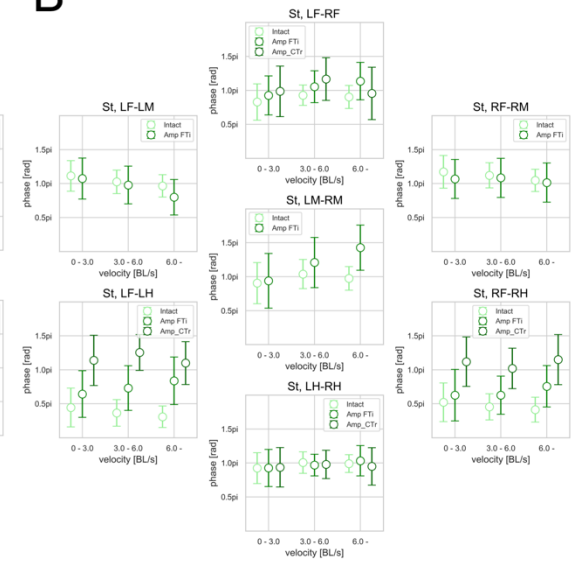 B
St, LF-RF
Intact
Amp FTi
Amp_CTr
phase [rad]
1.5pi
1.0pi
0.5pi
0 - 3.0
3.0 - 6.0
6.0 -
velocity [BL/s]
St, LF-LM
Intact
Amp FTi
phase [rad]
1.5pi
1.0pi
0.5pi
0 - 3.0
3.0 - 6.0
6.0 -
velocity [BL/s]
St, RF-RM
Intact
Amp FTi
phase [rad]
1.5pi
1.0pi
0.5pi
0 - 3.0
3.0 - 6.0
6.0 -
velocity [BL/s]
St, LM-RM
Intact
Amp FTi
phase [rad]
1.5pi
1.0pi
0.5pi
0 - 3.0
3.0 - 6.0
6.0 -
velocity [BL/s]
St, LF-LH
Intact
Amp FTi
Amp_CTr
phase [rad]
1.5pi
1.0pi
0.5pi
0 - 3.0
3.0 - 6.0
6.0 -
velocity [BL/s]
St, RF-RH
Intact
Amp FTi
Amp_CTr
phase [rad]
1.5pi
1.0pi
0.5pi
0 - 3.0
3.0 - 6.0
6.0 -
velocity [BL/s]
St, LH-RH
Intact
Amp FTi
Amp_CTr
phase [rad]
1.5pi
1.0pi
0.5pi
0 - 3.0
3.0 - 6.0
6.0 -
velocity [BL/s]